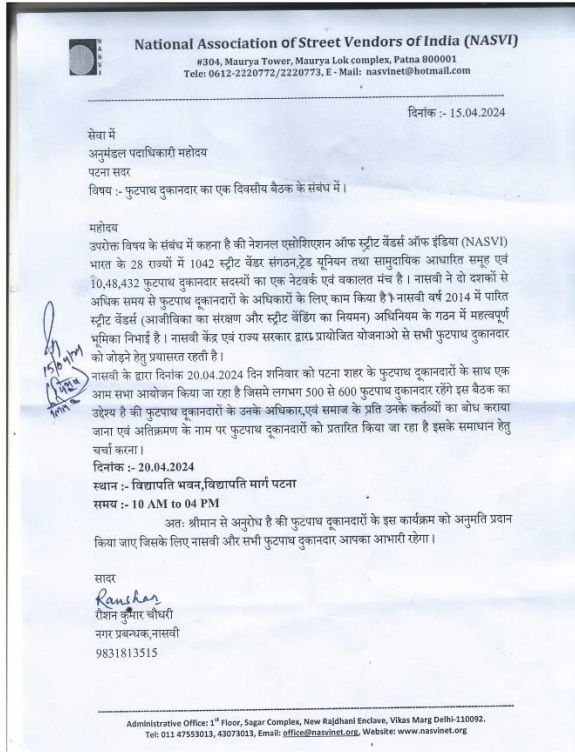 NASVI
National Association of Street Vendors of India (NASVI)
#304, Maurya Tower, Maurya Lok complex, Patna 800001
Tele: 0612-2220772/2220773, E - Mail: nasvinet@hotmail.com
दिनांक :- 15.04.2024
सेवा में
अनुमंडल पदाधिकारी महोदय
पटना सदर
विषय :- फुटपाथ दुकानदार का एक दिवसीय बैठक के संबंध में।
महोदय
उपरोक्त विषय के संबंध में कहना है की नेशनल एसोशिएशन ऑफ स्ट्रीट वेंडर्स ऑफ इंडिया (NASVI)
भारत के 28 राज्यों में 1042 स्ट्रीट वेंडर संगठन,ट्रेड यूनियन तथा सामुदायिक आधारित समूह एवं
10,48,432 फुटपाथ दुकानदार सदस्यों का एक नेटवर्क एवं वकालत मंच है। नासवी ने दो दशकों से
अधिक समय से फुटपाथ दुकानदारों के अधिकारों के लिए काम किया है। नासवी वर्ष 2014 में पारित
स्ट्रीट वेंडर्स (आजीविका का संरक्षण और स्ट्रीट वेंडिंग का नियमन) अधिनियम के गठन में महत्वपूर्ण
भूमिका निभाई है। नासवी केंद्र एवं राज्य सरकार द्वारा प्रायोजित योजनाओ से सभी फुटपाथ दुकानदार
को जोड़ने हेतु प्रयासरत रहती है।
नासवी के द्वारा दिनांक 20.04.2024 दिन शनिवार को पटना शहर के फुटपाथ दुकानदारों के साथ एक
आम सभा आयोजन किया जा रहा है जिसमे लगभग 500 से 600 फुटपाथ दुकानदार रहेंगे इस बैठक का
उद्देश्य है की फुटपाथ दुकानदारों के उनके अधिकार,एवं समाज के प्रति उनके कर्तव्यों का बोध कराया
जाना एवं अतिक्रमण के नाम पर फुटपाथ दुकानदारों को प्रतारित किया जा रहा है इसके समाधान हेतु
चर्चा करना।
दिनांक :- 20.04.2024
स्थान :- विद्यापति भवन,विद्यापति मार्ग पटना
समय :- 10 AM to 04 PM
अतः श्रीमान से अनुरोध है की फुटपाथ दुकानदारों के इस कार्यक्रम को अनुमति प्रदान
किया जाए जिसके लिए नासवी और सभी फुटपाथ दुकानदार आपका आभारी रहेगा।
सादर
Raushan
रौशन कुमार चौधरी
नगर प्रबन्धक,नासवी
9831813515
Administrative Office: 1st Floor, Sagar Complex, New Rajdhani Enclave, Vikas Marg Delhi-110092.
Tel: 011 47553013, 43073013, Email: office@nasvinet.org, Website: www.nasvinet.org